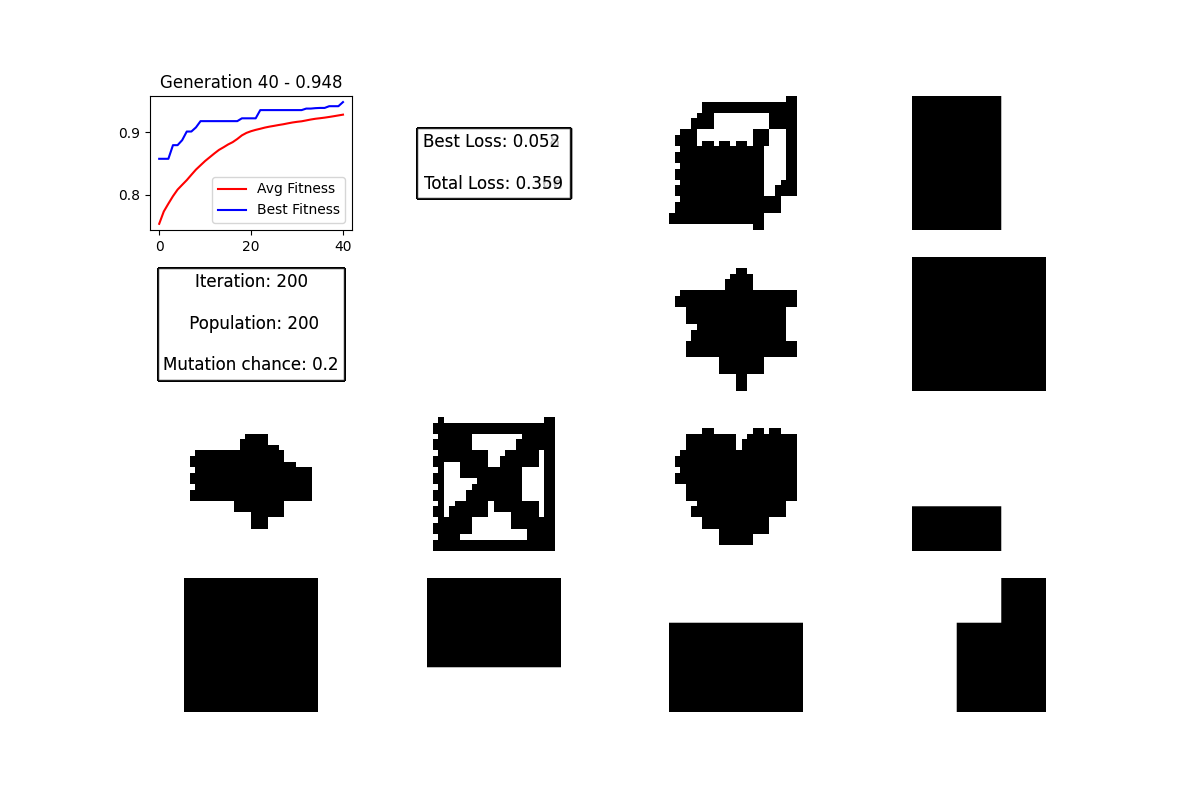 Generation 40 - 0.948
0.9
0.8
Avg Fitness
Best Fitness
0 20 40
Best Loss: 0.052
Total Loss: 0.359
Iteration: 200
Population: 200
Mutation chance: 0.2